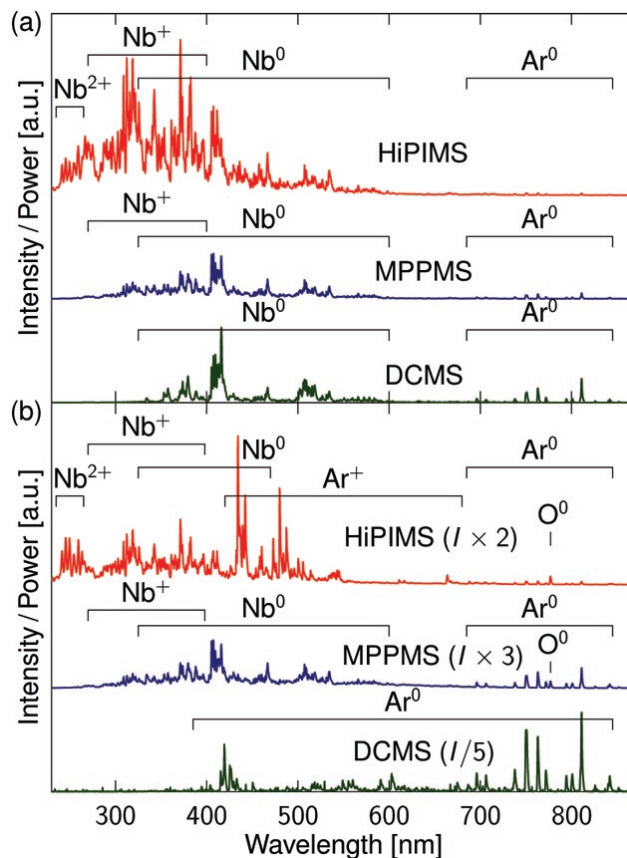 (a)
Intensity / Power [a.u.]
Nb⁺
Nb²⁺
Nb⁰
Ar⁰
HiPIMS
Nb⁺
Nb⁰
Ar⁰
MPPMS
Nb⁰
Ar⁰
DCMS
(b)
Intensity / Power [a.u.]
Nb⁺
Nb²⁺
Nb⁰
Ar⁰
Ar⁺
O⁰
HiPIMS (I × 2)
Nb⁺
Nb⁰
Ar⁰
MPPMS (I × 3)
O⁰
Ar⁰
DCMS (I/5)
300 400 500 600 700 800
Wavelength [nm]